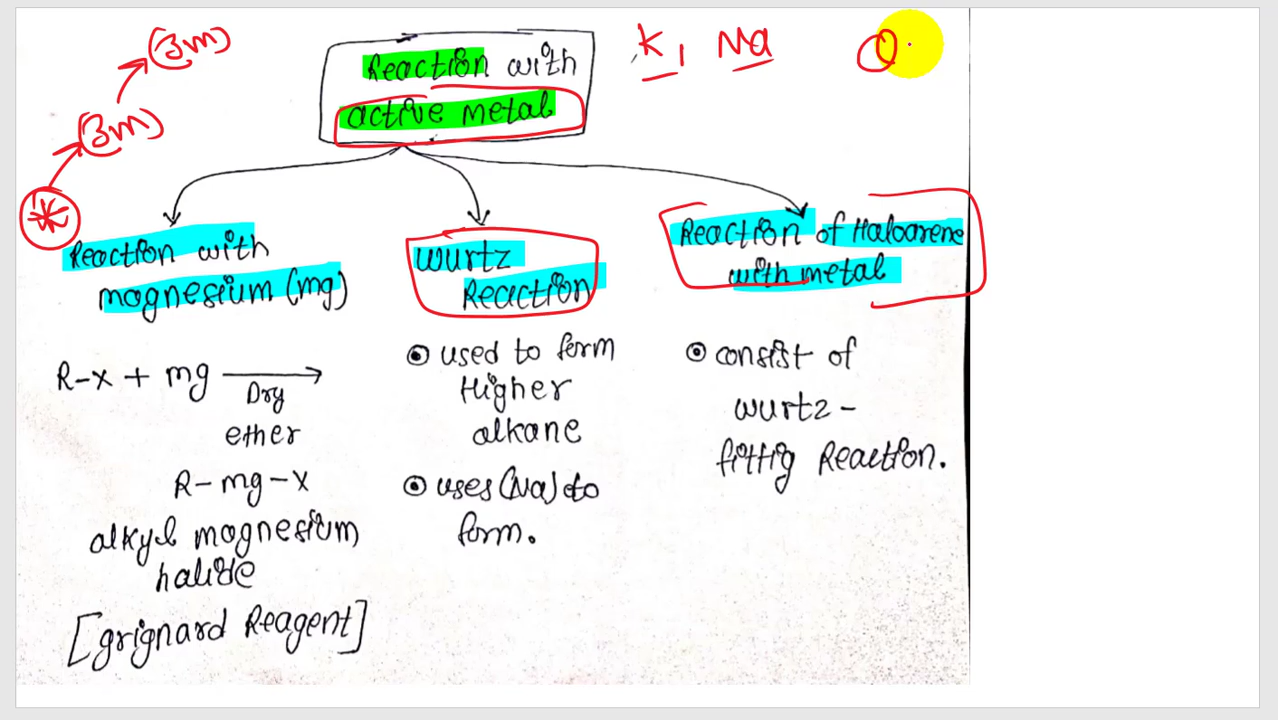 (3m)
(3m)
K, Na
Reaction with
active metal
Reaction with
magnesium (mg)
R-x + mg
Dry
ether
R- mg -X
alkyl magnesium
halide
[grignard Reagent]
wurtz
Reaction
used to form
Higher
alkane
uses (Na) to
form.
Reaction of Haloarene
with metal
consist of
wurtz -
fittig Reaction.